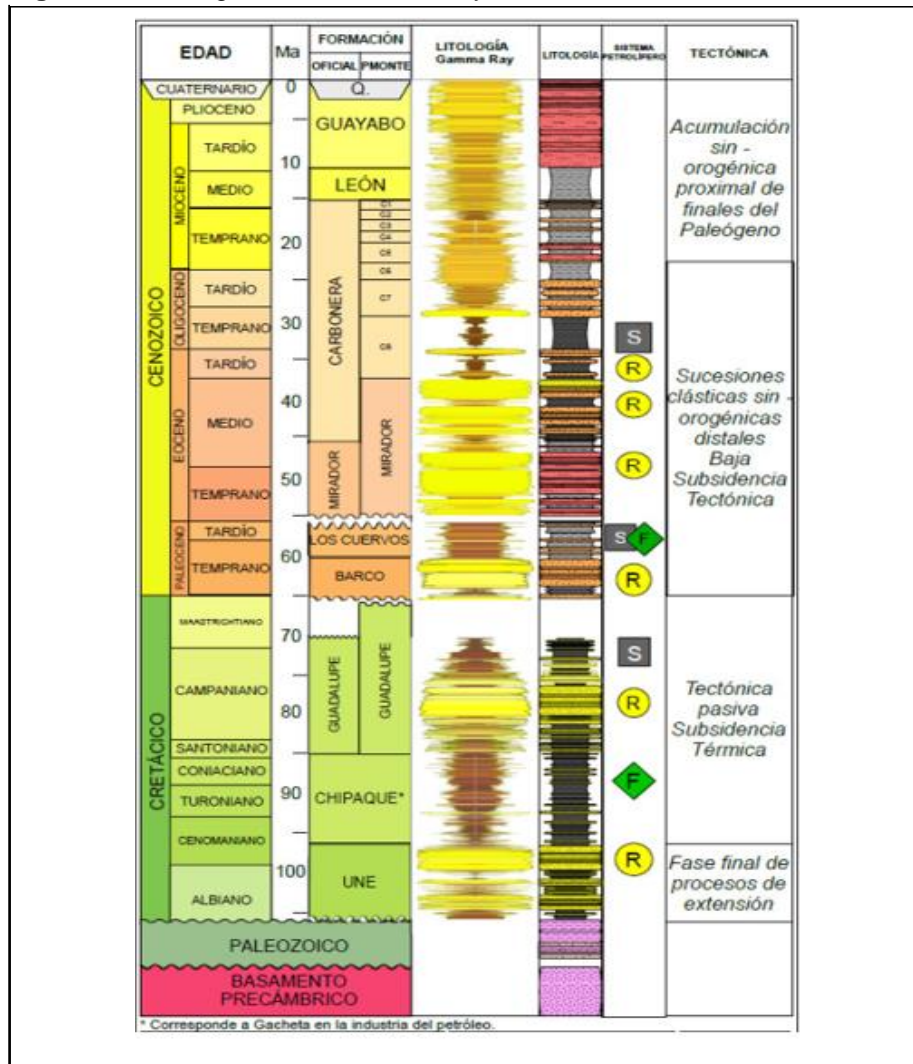 EDAD
Ma
FORMACIÓN
OFICIAL
PMONTE
LITOLOGÍA
Gamma Ray
LITOLOGÍA
SISTEMA
PETROLÍFERO
TECTÓNICA
CENOZOICO
CUATERNARIO
PLIOCENO
MIOCENO
TARDÍO
MEDIO
TEMPRANO
OLIGOCENO
TARDÍO
TEMPRANO
EOCENO
TARDÍO
MEDIO
TEMPRANO
PALEOCENO
TARDÍO
TEMPRANO
CRETÁCICO
MAASTRICHTIANO
CAMPANIANO
SANTONIANO
CONIACIANO
TURONIANO
CENOMANIANO
ALBIANO
PALEOZOICO
BASAMENTO
PRECÁMBRICO
0
10
20
30
40
50
60
70
80
90
100
Q.
GUAYABO
LEÓN
CARBONERA
C1
C2
C3
C4
C5
C6
C7
C8
MIRADOR
MIRADOR
LOS CUERVOS
BARCO
GUADALUPE
GUADALUPE
CHIPAQUE*
UNE
S
R
R
R
S
F
R
S
R
F
R
Acumulación
sin -
orogénica
proximal de
finales del
Paleógeno
Sucesiones
clásticas sin -
orogénicas
distales
Baja
Subsidencia
Tectónica
Tectónica
pasiva
Subsidencia
Térmica
Fase final de
procesos de
extensión
* Corresponde a Gacheta en la industria del petróleo.